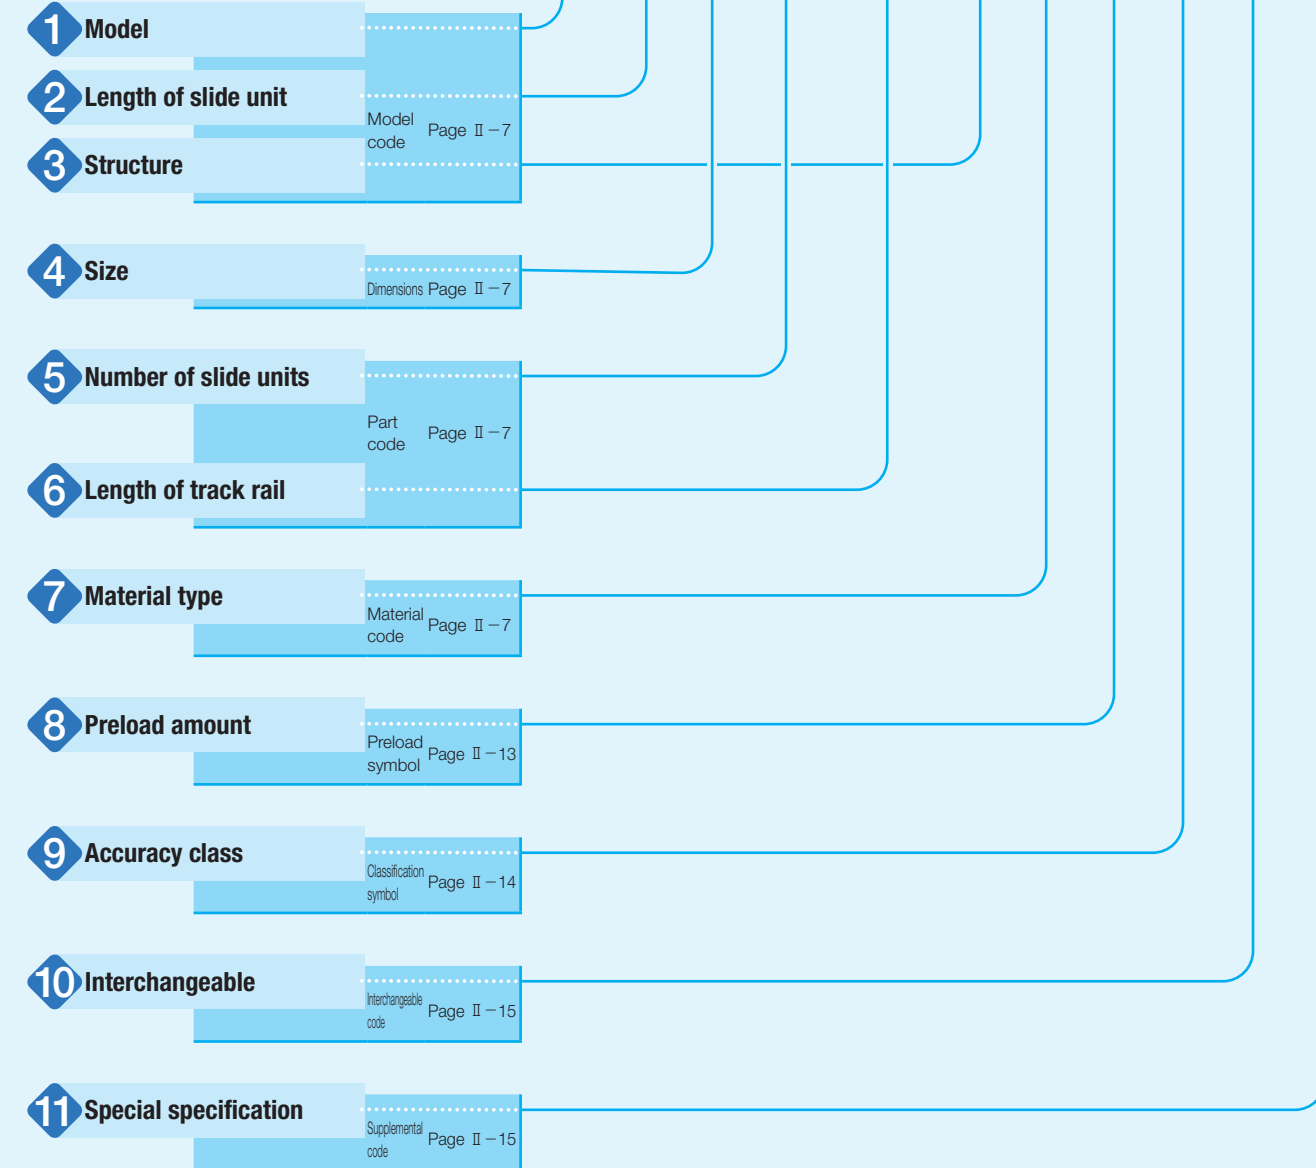 1 Model
2 Length of slide unit
Model
code
Page Ⅱ−7
3 Structure
4 Size
Dimensions Page Ⅱ−7
5 Number of slide units
Part
code
Page Ⅱ−7
6 Length of track rail
7 Material type
Material
code
Page Ⅱ−7
8 Preload amount
Preload
symbol
Page Ⅱ−13
9 Accuracy class
Classification
symbol
Page Ⅱ−14
10 Interchangeable
Interchangeable
code
Page Ⅱ−15
11 Special specification
Supplemental
code
Page Ⅱ−15